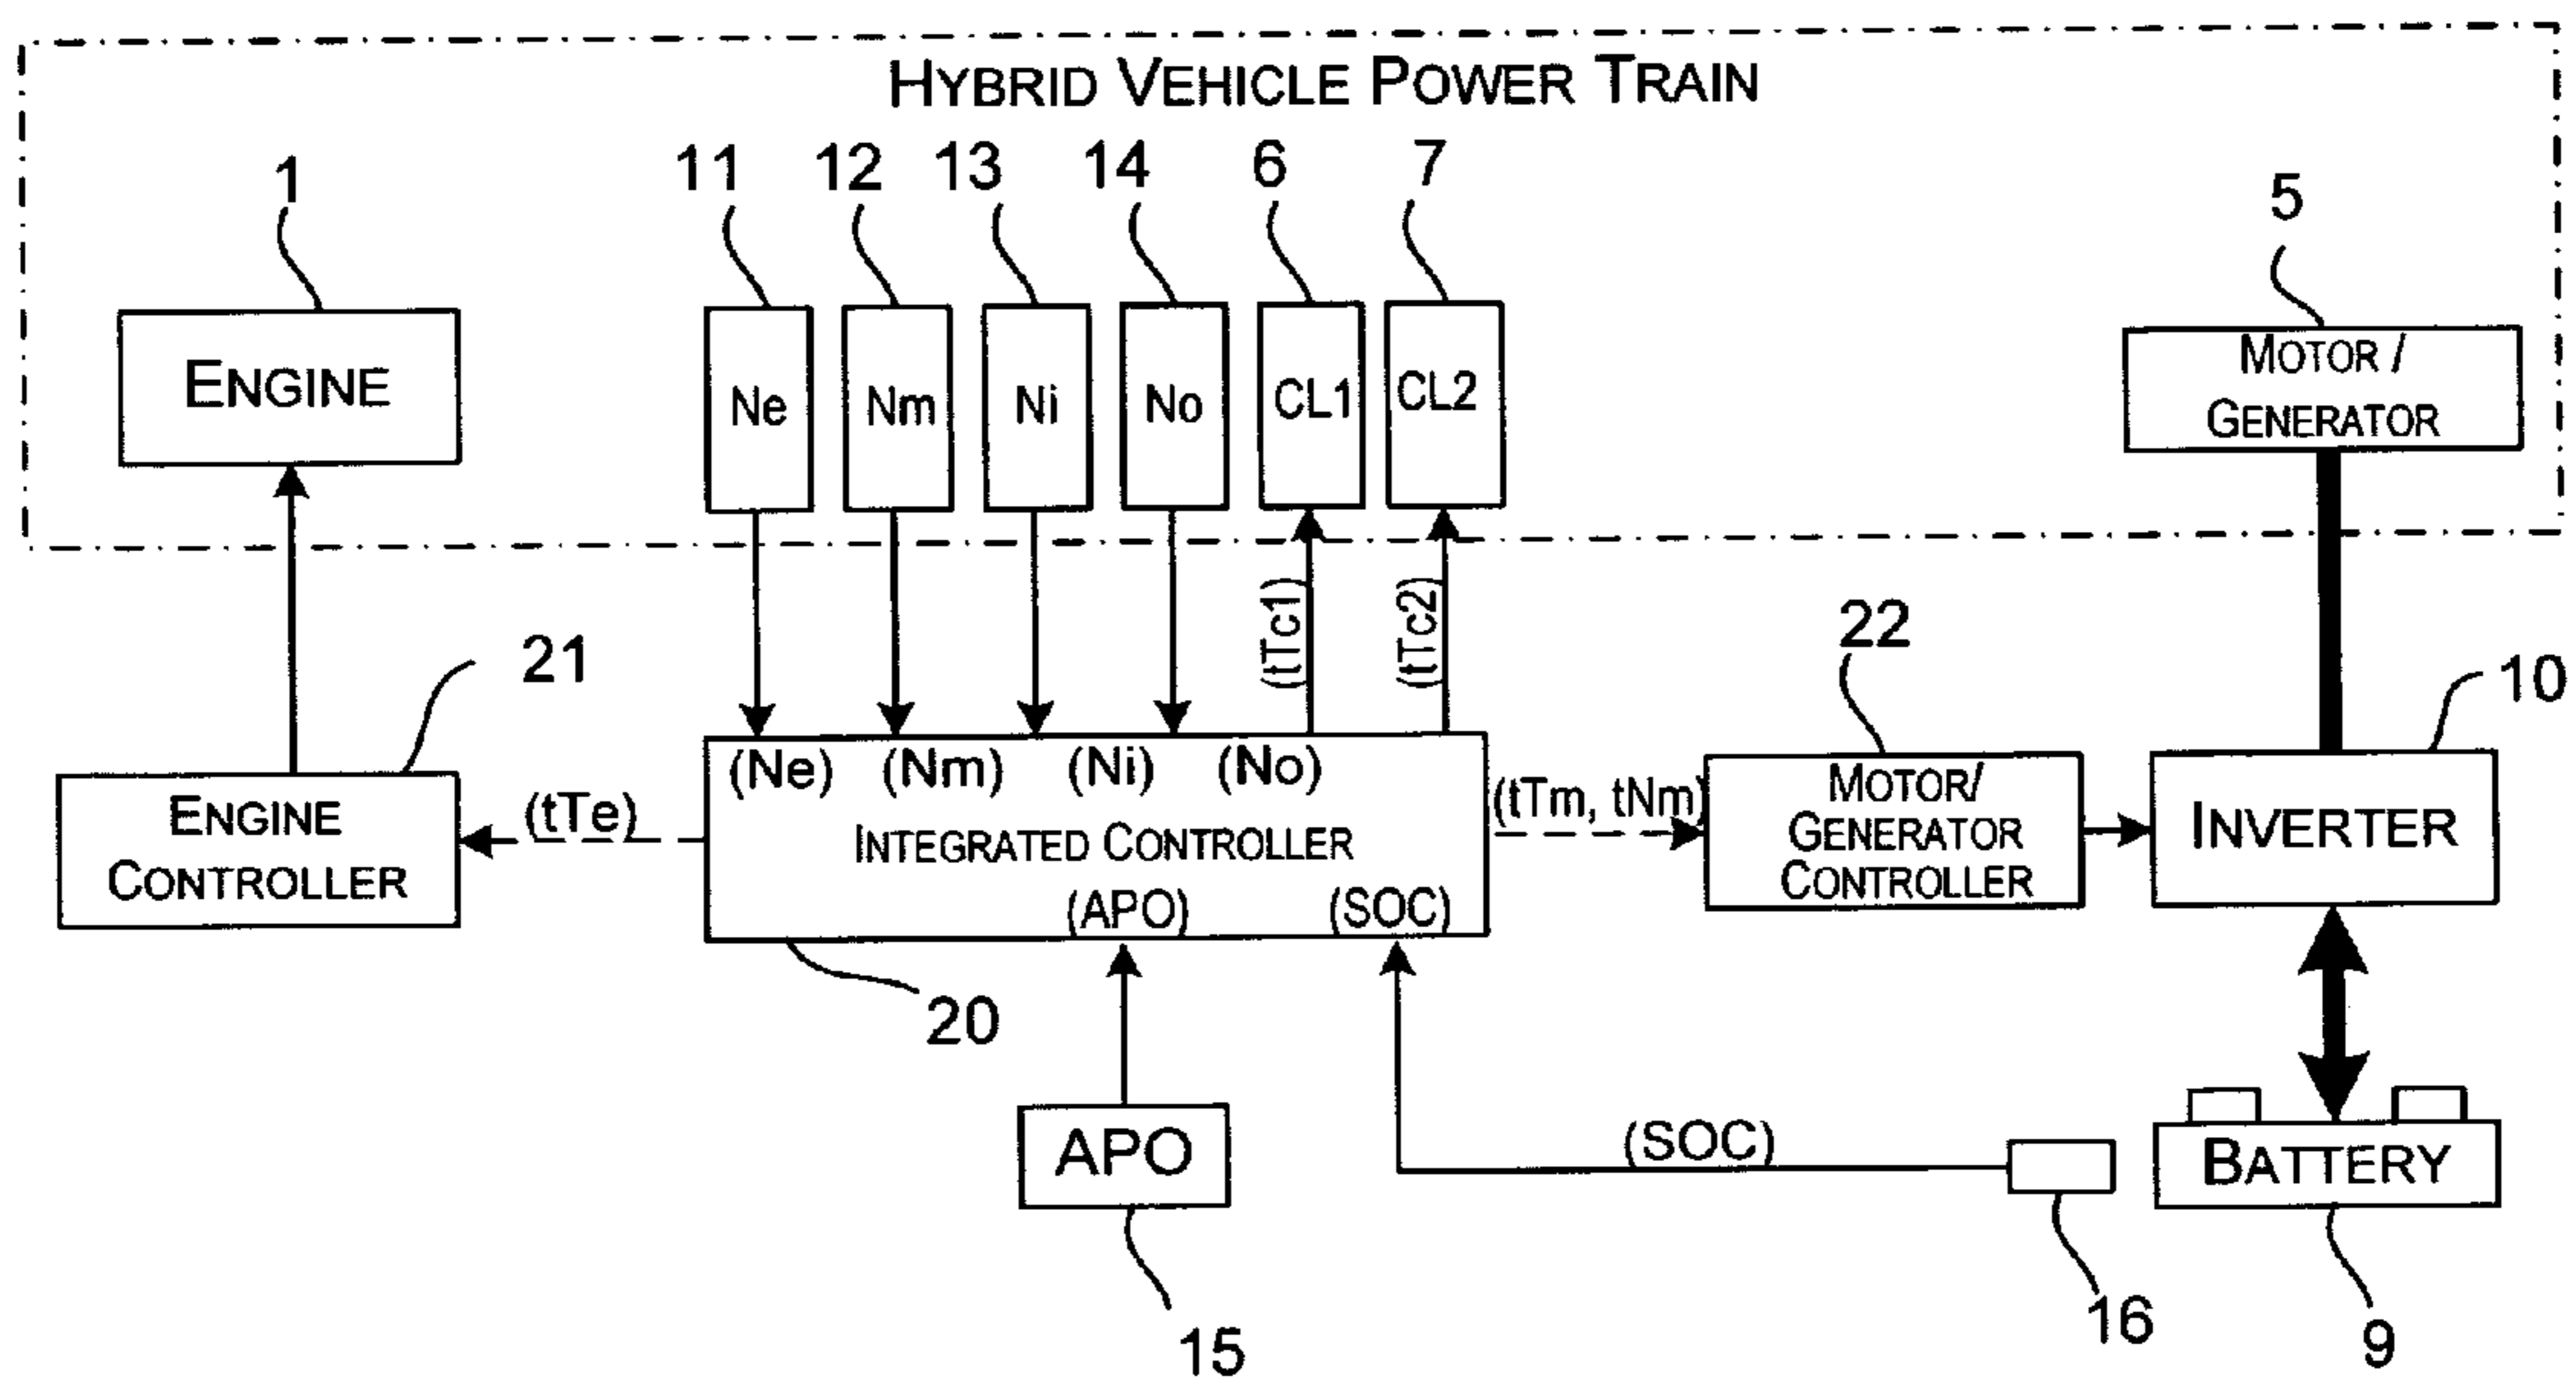 HYBRID VEHICLE POWER TRAIN
1
11
12
13
14
6
7
5
ENGINE
Ne
Nm
Ni
No
CL1
CL2
MOTOR /
GENERATOR
(tTc1)
(tTc2)
21
22
10
ENGINE
CONTROLLER
(tTe)
(Ne)
(Nm)
(Ni)
(No)
INTEGRATED CONTROLLER
(APO)
(SOC)
(tTm, tNm)
MOTOR/
GENERATOR
CONTROLLER
INVERTER
20
APO
(SOC)
BATTERY
15
16
9